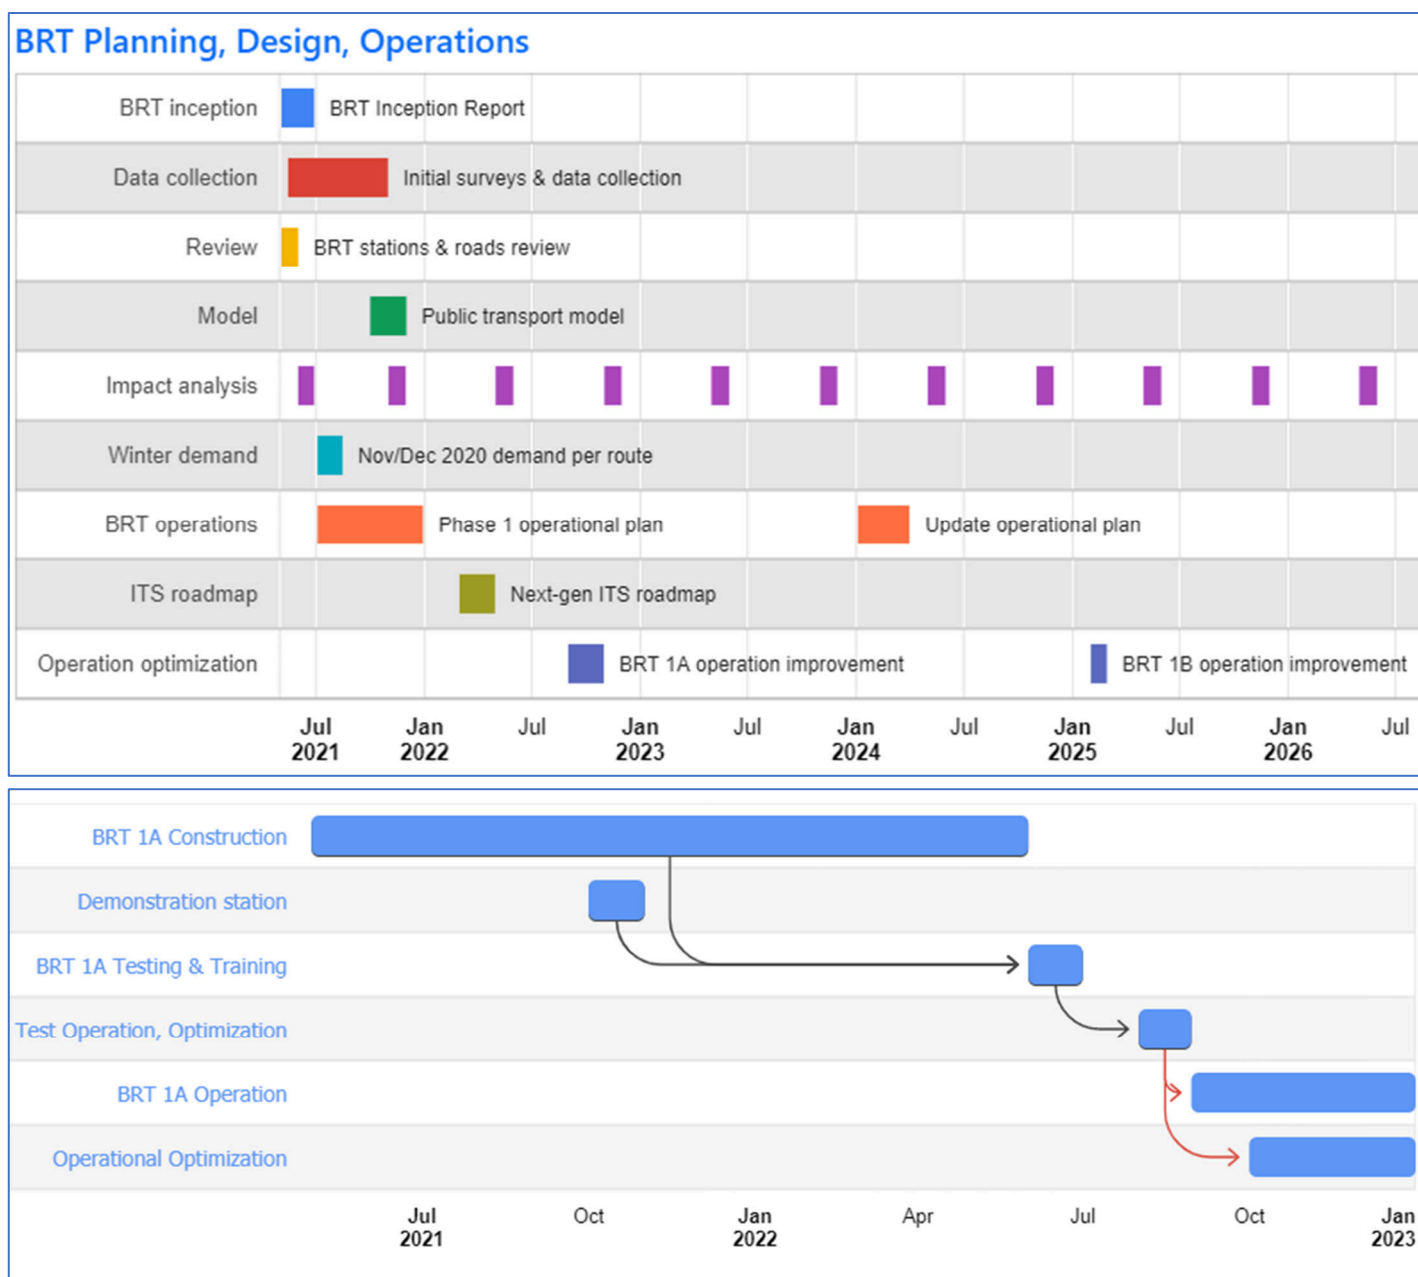 BRT Planning, Design, Operations
BRT inception
BRT Inception Report
Data collection
Initial surveys & data collection
Review
BRT stations & roads review
Model
Public transport model
Impact analysis
Winter demand
Nov/Dec 2020 demand per route
BRT operations
Phase 1 operational plan
Update operational plan
ITS roadmap
Next-gen ITS roadmap
Operation optimization
BRT 1A operation improvement
BRT 1B operation improvement
Jul Jan Jul Jan Jul Jan Jul Jan Jul Jan Jul
2021 2022 2023 2024 2025 2026
BRT 1A Construction
Demonstration station
BRT 1A Testing & Training
Test Operation, Optimization
BRT 1A Operation
Operational Optimization
Jul Oct Jan Apr Jul Oct Jan
2021 2022 2023